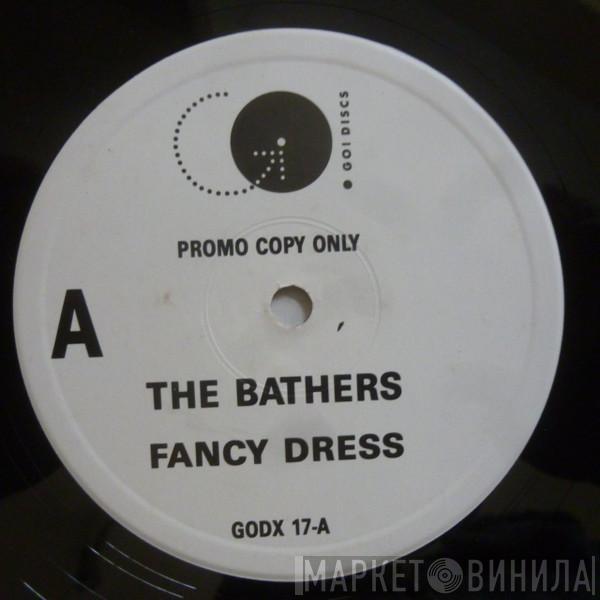 GO! DISCS
PROMO COPY ONLY
A
THE BATHERS
FANCY DRESS
GODX 17-A
МАРКЕТ ВИНИЛА